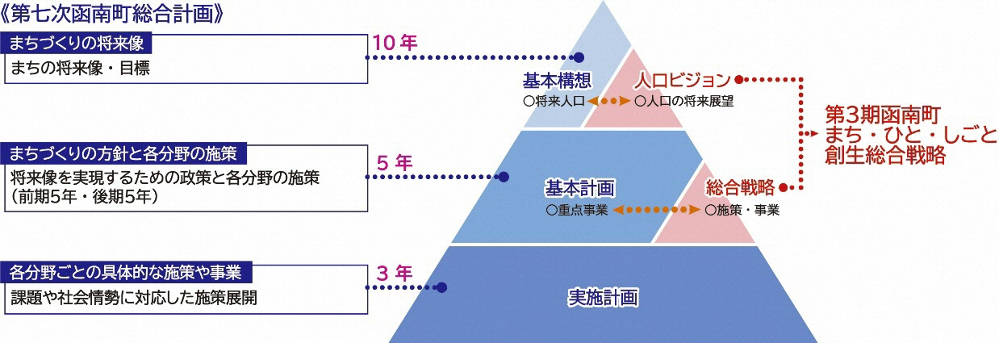 《第七次函南町総合計画》
まちづくりの将来像
まちの将来像・目標
10 年
基本構想
○将来人口
人口ビジョン
○人口の将来展望
第3期函南町
まち・ひと・しごと
創生総合戦略
まちづくりの方針と各分野の施策
将来像を実現するための政策と各分野の施策
（前期5年・後期5年）
5 年
基本計画
○重点事業
総合戦略
○施策・事業
各分野ごとの具体的な施策や事業
課題や社会情勢に対応した施策展開
3 年
実施計画